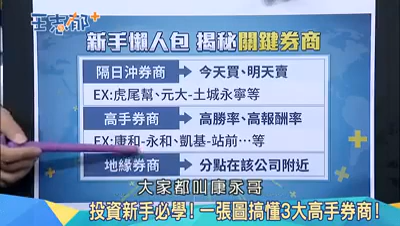 王志郁+
新手懶人包 揭秘關鍵券商
隔日沖券商 → 今天買、明天賣
EX:虎尾幫、元大-土城永寧等
高手券商 → 高勝率、高報酬率
EX:康和-永和、凱基-站前...等
地緣券商 → 分點在該公司附近
大家都叫康永哥
投資新手必學!一張圖搞懂3大高手券商!